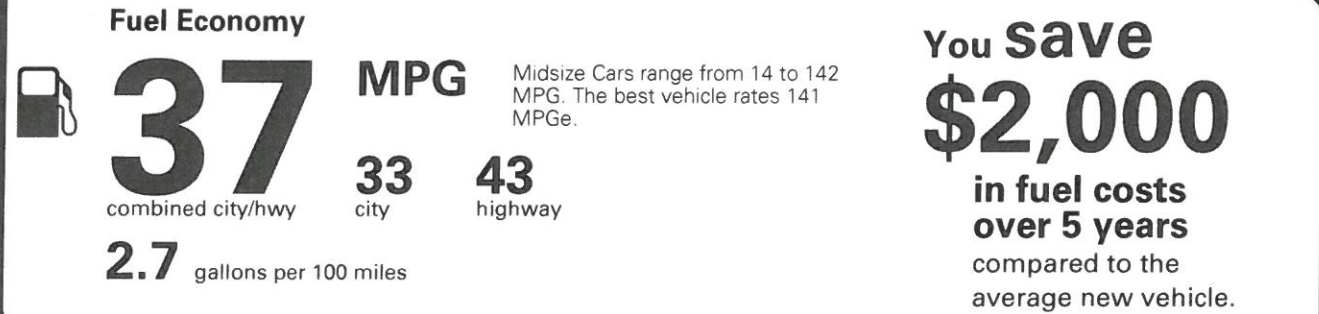 Fuel Economy
37 MPG
Midsize Cars range from 14 to 142
MPG. The best vehicle rates 141
MPGe.
33 43
combined city/hwy city highway
2.7 gallons per 100 miles
You save
$2,000
in fuel costs
over 5 years
compared to the
average new vehicle.